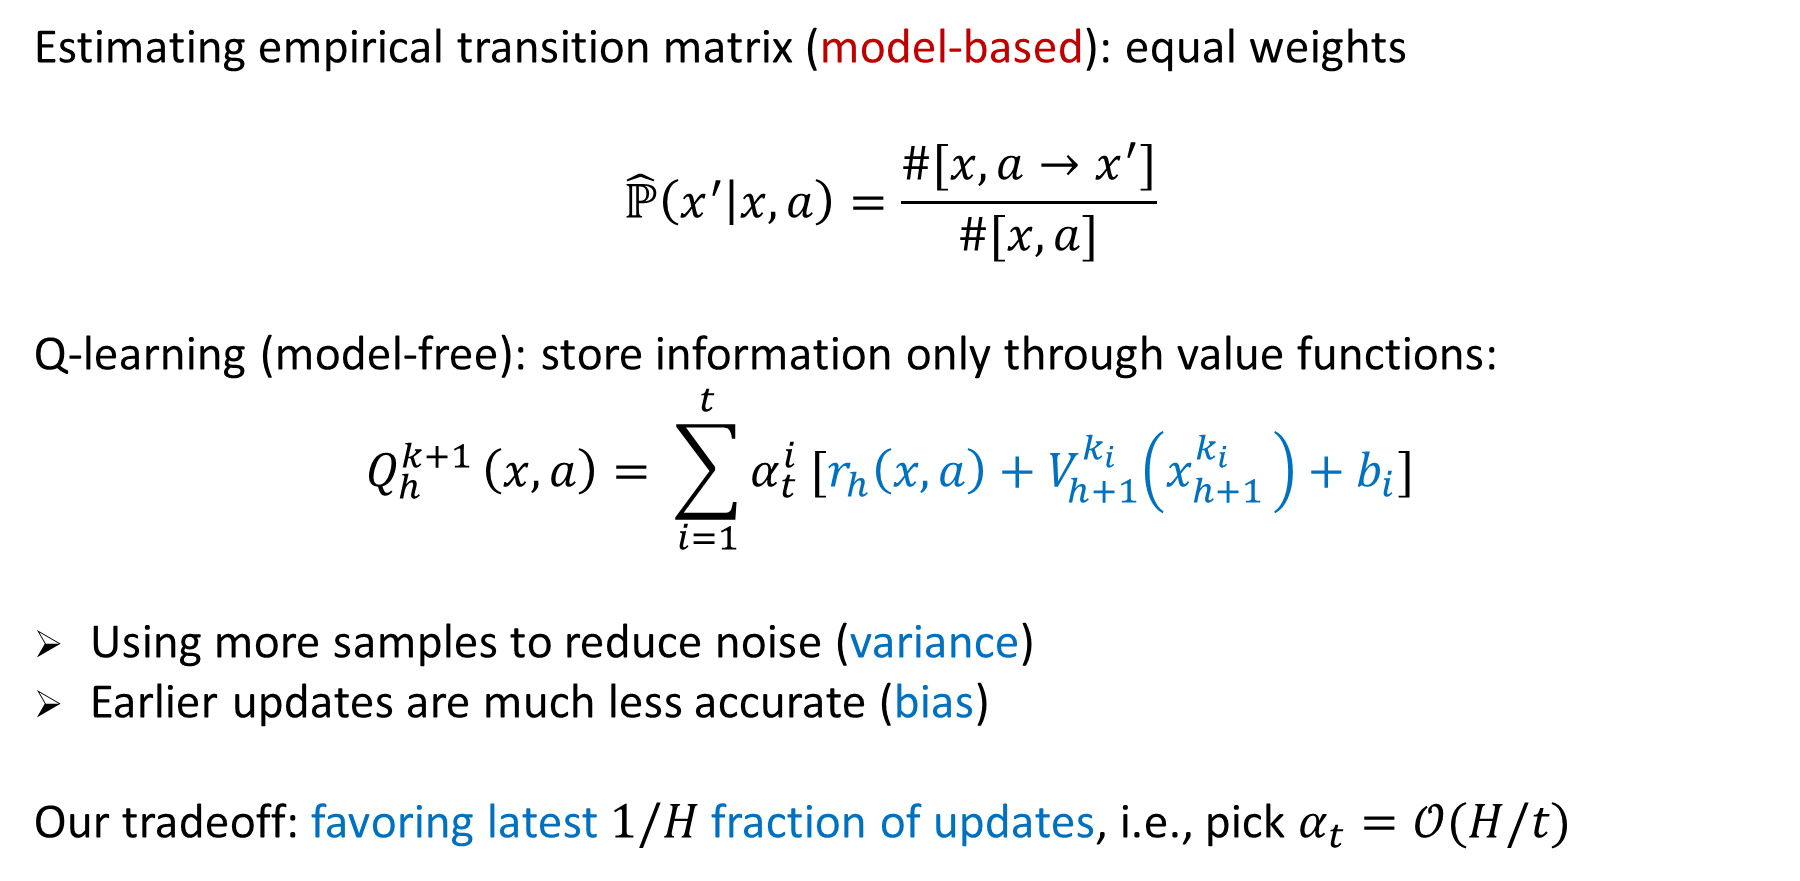 Estimating empirical transition matrix (model-based): equal weights
ℙ̂(x′|x, a) = #[x, a → x′] / #[x, a]
Q-learning (model-free): store information only through value functions:
Q_h^{k+1}(x, a) = ∑_{i=1}^{t} α_t^i [r_h(x, a) + V_{h+1}^{k_i}(x_{h+1}^{k_i}) + b_i]
➢ Using more samples to reduce noise (variance)
➢ Earlier updates are much less accurate (bias)
Our tradeoff: favoring latest 1/H fraction of updates, i.e., pick α_t = 𝒪(H/t)